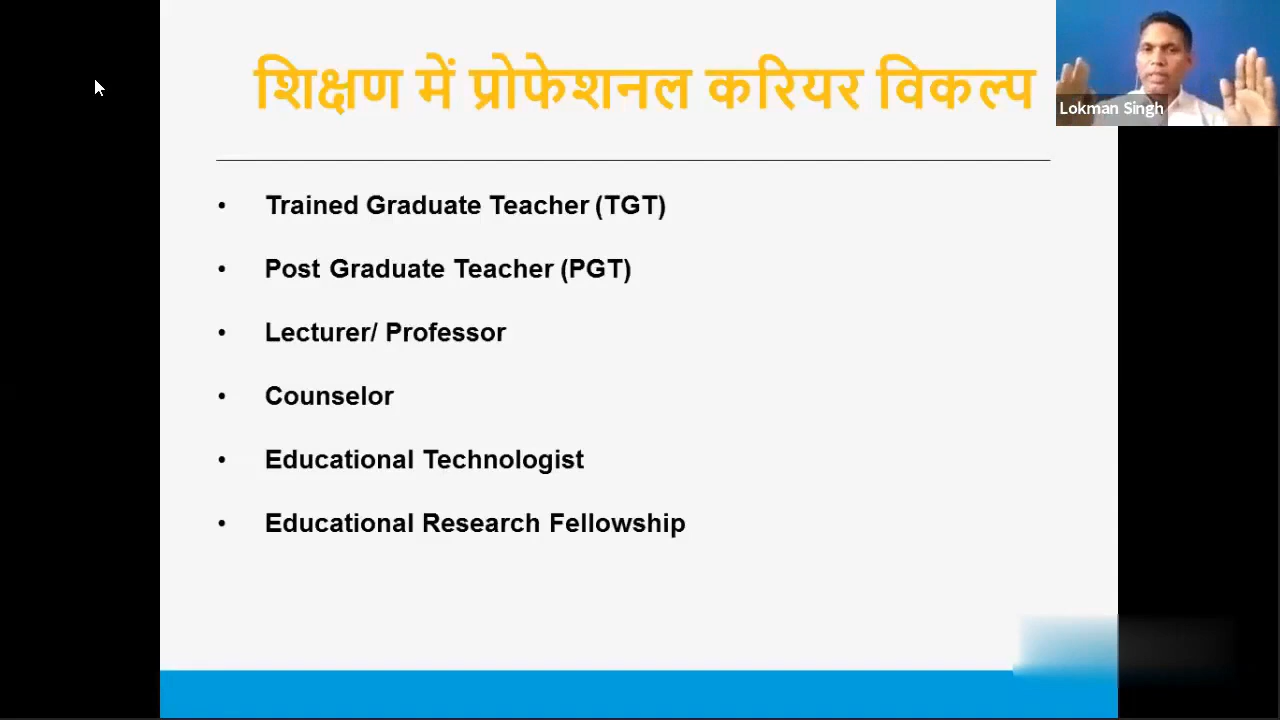 शिक्षण में प्रोफेशनल करियर विकल्प
Lokman Singh
• Trained Graduate Teacher (TGT)
• Post Graduate Teacher (PGT)
• Lecturer/ Professor
• Counselor
• Educational Technologist
• Educational Research Fellowship